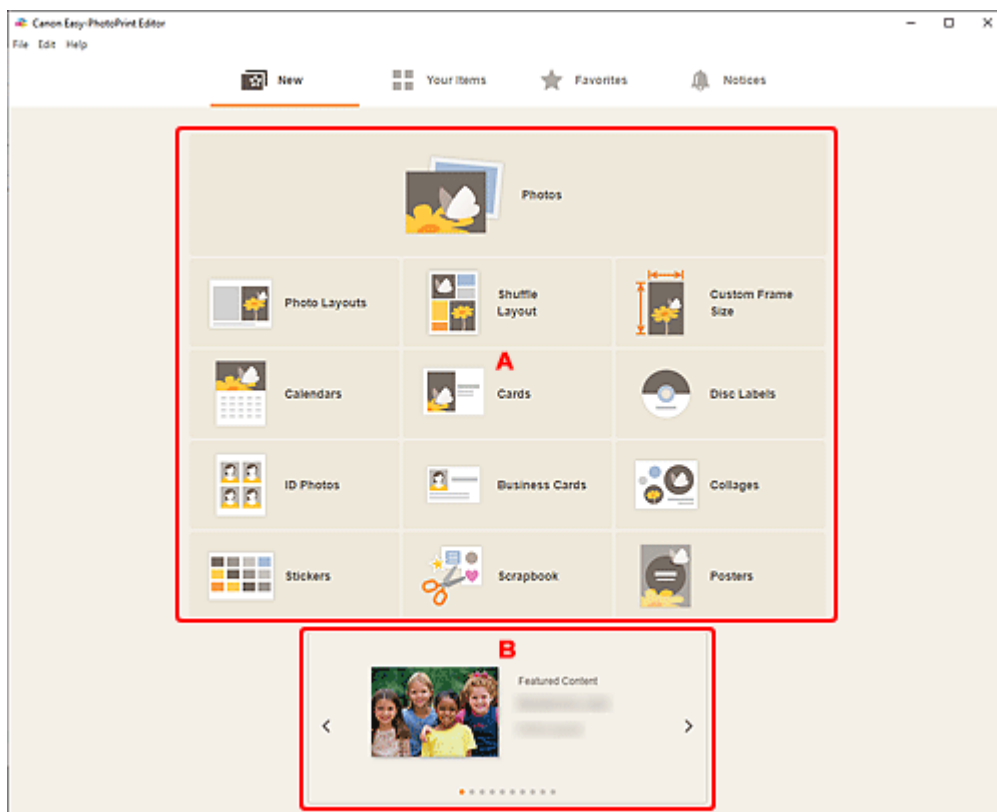 Canon Easy-PhotoPrint Editor
File Edit Help
New Your Items Favorites Notices
Photos
Photo Layouts
Shuffle
Layout
Custom Frame
Size
A
Calendars
Cards
Disc Labels
ID Photos
Business Cards
Collages
Stickers
Scrapbook
Posters
B
Featured Content